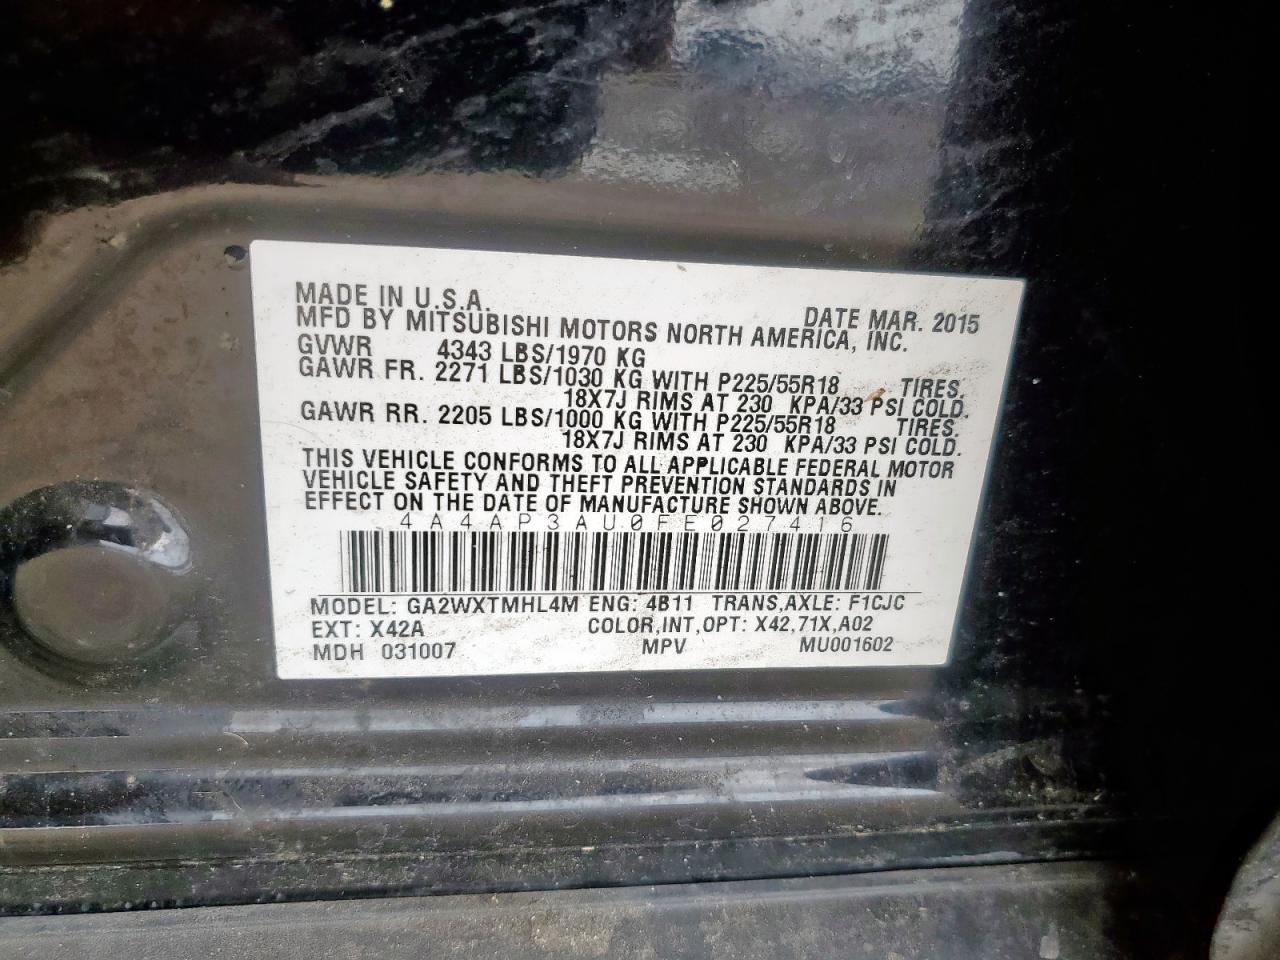 MADE IN U.S.A. DATE MAR. 2015
MFD BY MITSUBISHI MOTORS NORTH AMERICA, INC.
GVWR 4343 LBS/1970 KG
GAWR FR. 2271 LBS/1030 KG WITH P225/55R18 TIRES.
18X7J RIMS AT 230 KPA/33 PSI COLD.
GAWR RR. 2205 LBS/1000 KG WITH P225/55R18 TIRES.
18X7J RIMS AT 230 KPA/33 PSI COLD.
THIS VEHICLE CONFORMS TO ALL APPLICABLE FEDERAL MOTOR
VEHICLE SAFETY AND THEFT PREVENTION STANDARDS IN
EFFECT ON THE DATE OF MANUFACTURE SHOWN ABOVE.
4A4AP3AU0FE027416
MODEL: GA2WXTMHL4M ENG: 4B11 TRANS,AXLE: F1CJC
EXT: X42A COLOR,INT,OPT: X42,71X,A02
MDH 031007 MPV MU001602